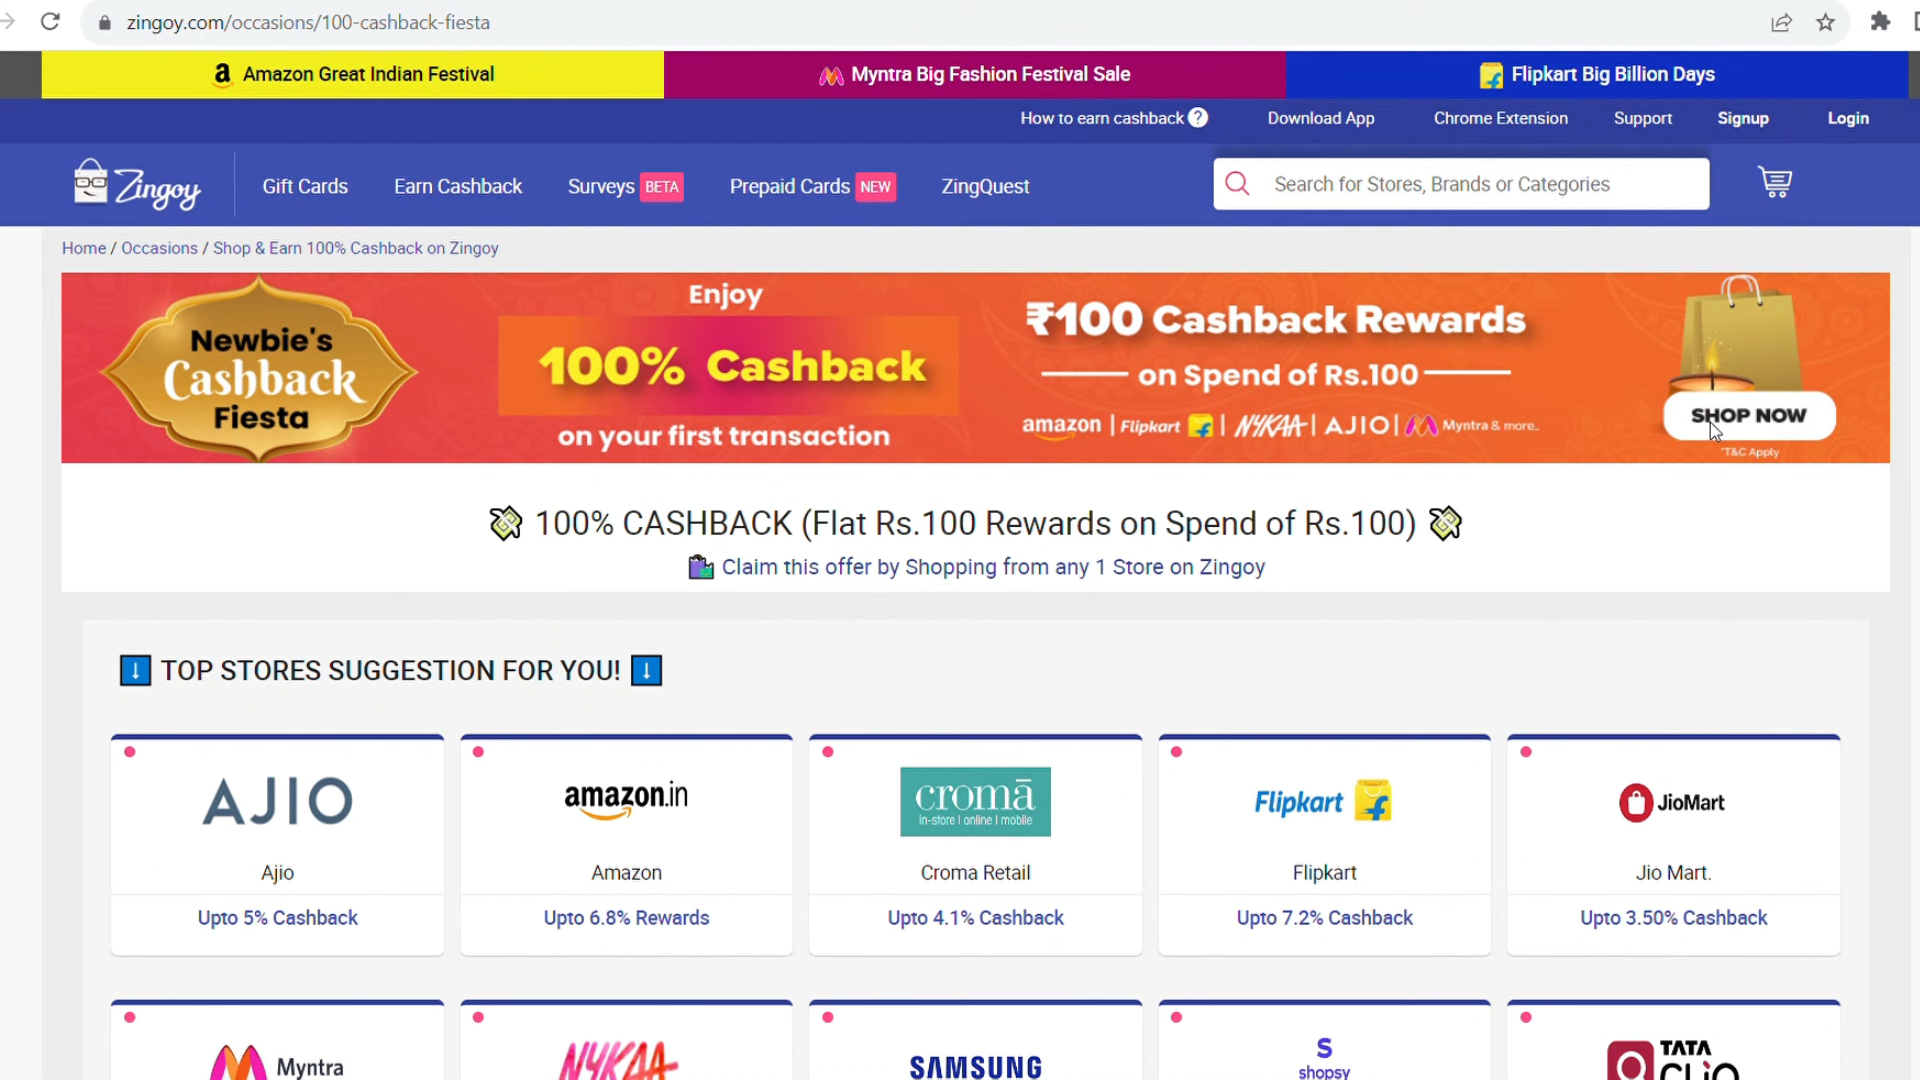 zingoy.com/occasions/100-cashback-fiesta
a Amazon Great Indian Festival
Myntra Big Fashion Festival Sale
Flipkart Big Billion Days
How to earn cashback ?
Download App
Chrome Extension
Support
Signup
Login
Zingoy
Gift Cards
Earn Cashback
Surveys BETA
Prepaid Cards NEW
ZingQuest
Search for Stores, Brands or Categories
Home / Occasions / Shop & Earn 100% Cashback on Zingoy
Newbie's
Cashback
Fiesta
Enjoy
100% Cashback
on your first transaction
₹100 Cashback Rewards
on Spend of Rs.100
amazon | Flipkart | NYKAA | AJIO | Myntra & more..
SHOP NOW
*T&C Apply
100% CASHBACK (Flat Rs.100 Rewards on Spend of Rs.100)
Claim this offer by Shopping from any 1 Store on Zingoy
TOP STORES SUGGESTION FOR YOU!
AJIO
Ajio
Upto 5% Cashback
amazon.in
Amazon
Upto 6.8% Rewards
cromā
in-store | online | mobile
Croma Retail
Upto 4.1% Cashback
Flipkart
Flipkart
Upto 7.2% Cashback
JioMart
Jio Mart.
Upto 3.50% Cashback
Myntra
NYKAA
SAMSUNG
S
shopsy
TATA
CLiQ